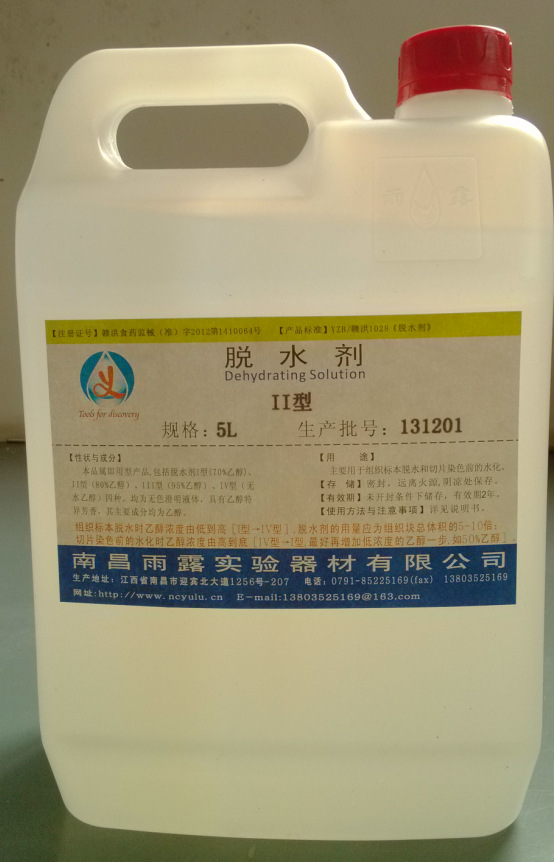 雨露
【注册证号】赣洪食药监械（准）字2012第1410064号 【产品标准】YZB/赣洪1028《脱水剂》
脱水剂
Dehydrating Solution
Tools for discovery
II型
规格：5L 生产批号：131201
【性状与成分】
本品属即用型产品，包括脱水剂I型(70%乙醇)、
II型（80%乙醇）、III型（95%乙醇）、IV型（无
水乙醇）四种，均为无色澄明液体，具有乙醇特
异芳香，其主要成分均为乙醇。
【用 途】
主要用于组织标本脱水和切片染色前的水化。
【存 储】密封、远离火源，阴凉处保存。
【有效期】未开封条件下储存，有效期2年。
【使用方法与注意事项】详见说明书。
组织标本脱水时乙醇浓度由低到高［I型→IV型］，脱水剂的用量应为组织块总体积的5-10倍；
切片染色前的水化时乙醇浓度由高到底［IV型→I型，最好再增加低浓度的乙醇一步，如50%乙醇］
南昌雨露实验器材有限公司
生产地址：江西省南昌市迎宾北大道1256号-207 电话：0791-85225169(fax) 13803525169
网址：http://www.ncyulu.cn E-mail:13803525169@163.com